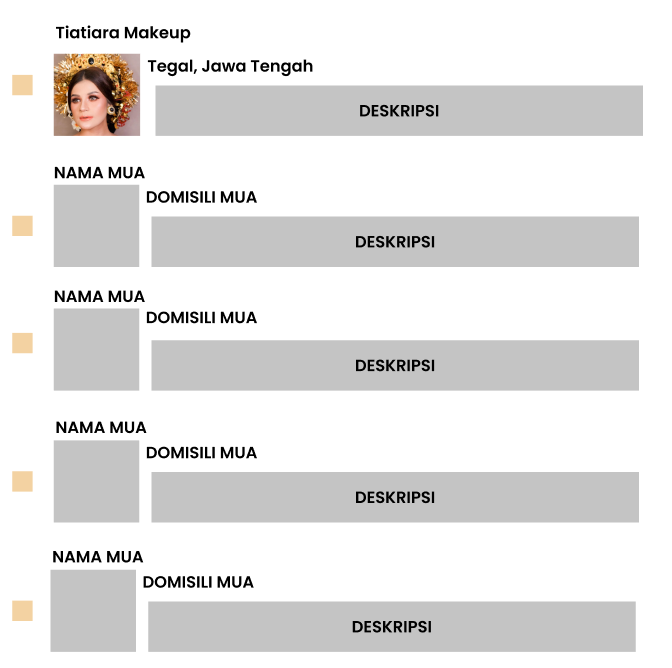 Tiatiara Makeup
Tegal, Jawa Tengah
DESKRIPSI
NAMA MUA
DOMISILI MUA
DESKRIPSI
NAMA MUA
DOMISILI MUA
DESKRIPSI
NAMA MUA
DOMISILI MUA
DESKRIPSI
NAMA MUA
DOMISILI MUA
DESKRIPSI